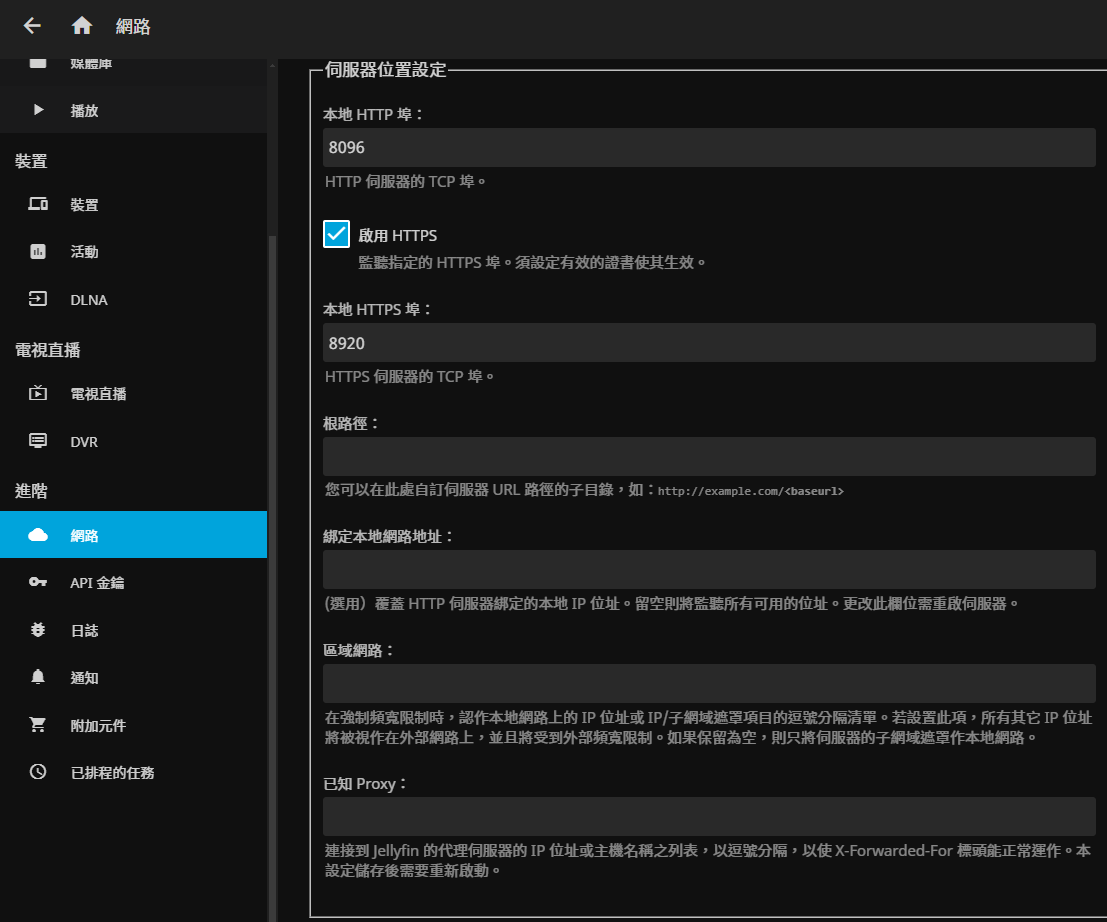 網路
媒體庫
播放
裝置
裝置
活動
DLNA
電視直播
電視直播
DVR
進階
網路
API 金鑰
日誌
通知
附加元件
已排程的任務
伺服器位置設定
本地 HTTP 埠：
8096
HTTP 伺服器的 TCP 埠。
啟用 HTTPS
監聽指定的 HTTPS 埠。須設定有效的證書使其生效。
本地 HTTPS 埠：
8920
HTTPS 伺服器的 TCP 埠。
根路徑：
您可以在此處自訂伺服器 URL 路徑的子目錄，如：http://example.com/<baseurl>
綁定本地網路地址：
(選用）覆蓋 HTTP 伺服器綁定的本地 IP 位址。留空則將監聽所有可用的位址。更改此欄位需重啟伺服器。
區域網路：
在強制頻寬限制時，認作本地網路上的 IP 位址或 IP/子網域遮罩項目的逗號分隔清單。若設置此項，所有其它 IP 位址
將被視作在外部網路上，並且將受到外部頻寬限制。如果保留為空，則只將伺服器的子網域遮罩作本地網路。
已知 Proxy：
連接到 Jellyfin 的代理伺服器的 IP 位址或主機名稱之列表，以逗號分隔，以使 X-Forwarded-For 標頭能正常運作。本
設定儲存後需要重新啟動。